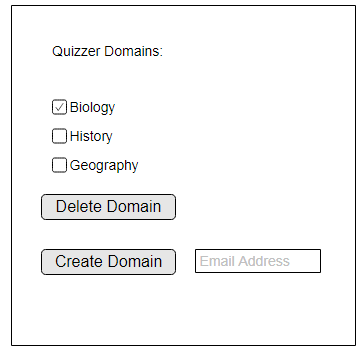 Quizzer Domains:
Biology
History
Geography
Delete Domain
Create Domain Email Address